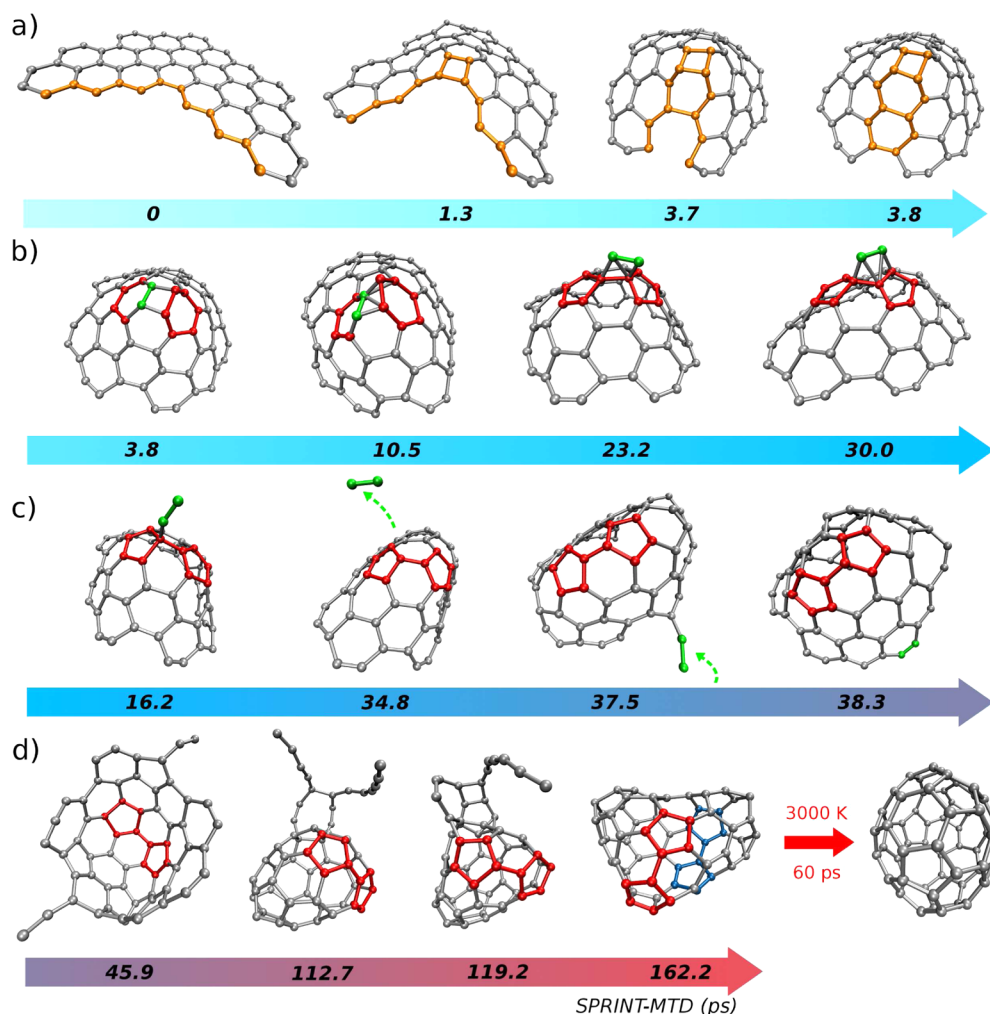 a)
0 1.3 3.7 3.8
b)
3.8 10.5 23.2 30.0
c)
16.2 34.8 37.5 38.3
d)
3000 K
60 ps
45.9 112.7 119.2 162.2
SPRINT-MTD (ps)